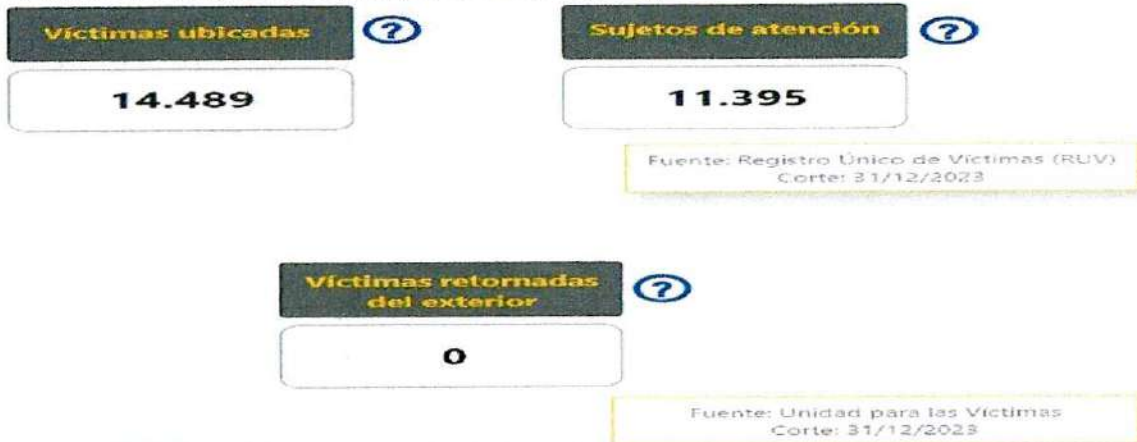 Víctimas ubicadas ?
Sujetos de atención ?
14.489
11.395
Fuente: Registro Único de Víctimas (RUV)
Corte: 31/12/2023
Víctimas retornadas ?
del exterior
0
Fuente: Unidad para las Víctimas
Corte: 31/12/2023